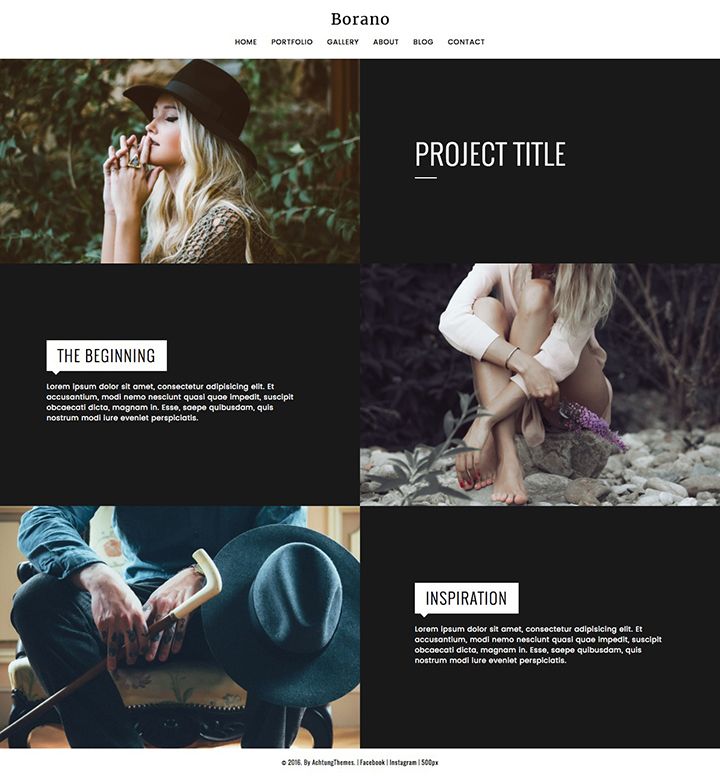 Borano
HOME PORTFOLIO GALLERY ABOUT BLOG CONTACT
PROJECT TITLE
THE BEGINNING
Lorem ipsum dolor sit amet, consectetur adipisicing elit. Et
accusantium, modi nemo nesciunt quasi quae impedit, suscipit
obcaecati dicta, magnam in. Esse, saepe quibusdam, quis
nostrum modi iure eveniet perspiciatis.
INSPIRATION
Lorem ipsum dolor sit amet, consectetur adipisicing elit. Et
accusantium, modi nemo nesciunt quasi quae impedit, suscipit
obcaecati dicta, magnam in. Esse, saepe quibusdam, quis
nostrum modi iure eveniet perspiciatis.
© 2016. By AchtungThemes. | Facebook | Instagram | 500px